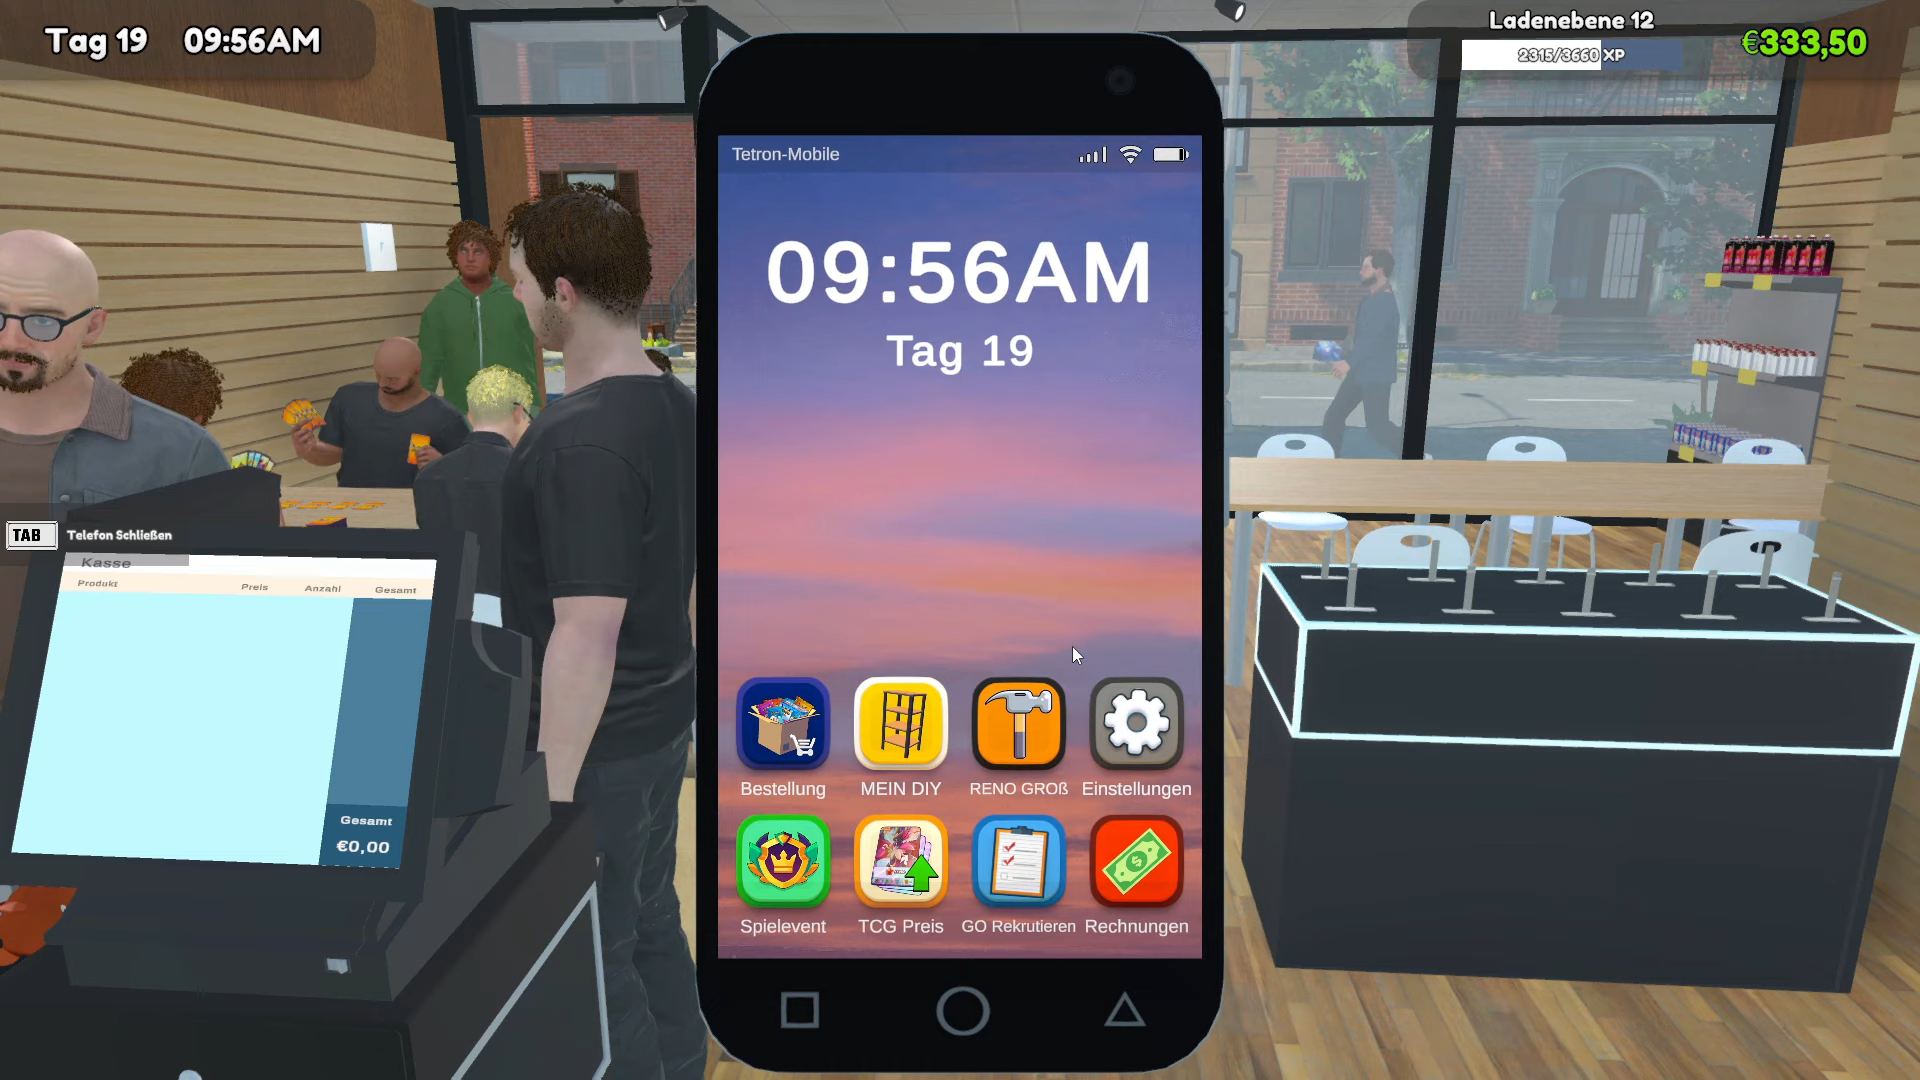 Tag 19 09:56AM
Ladenebene 12
2315/3660 XP
€333,50
Tetron-Mobile
09:56AM
Tag 19
TAB Telefon Schließen
Kasse
Produkt Preis Anzahl Gesamt
Gesamt
€0,00
Bestellung MEIN DIY RENO GROß Einstellungen
Spielevent TCG Preis GO Rekrutieren Rechnungen